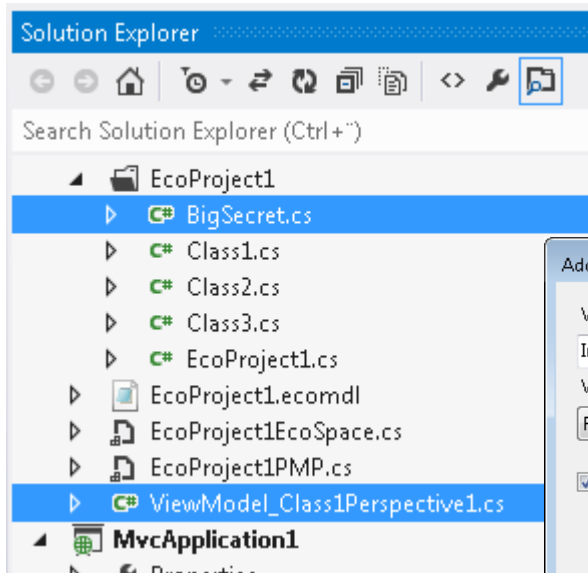 Solution Explorer
Search Solution Explorer (Ctrl+¨)
EcoProject1
C# BigSecret.cs
C# Class1.cs
C# Class2.cs
C# Class3.cs
C# EcoProject1.cs
EcoProject1.ecomdl
EcoProject1EcoSpace.cs
EcoProject1PMP.cs
C# ViewModel_Class1Perspective1.cs
MvcApplication1